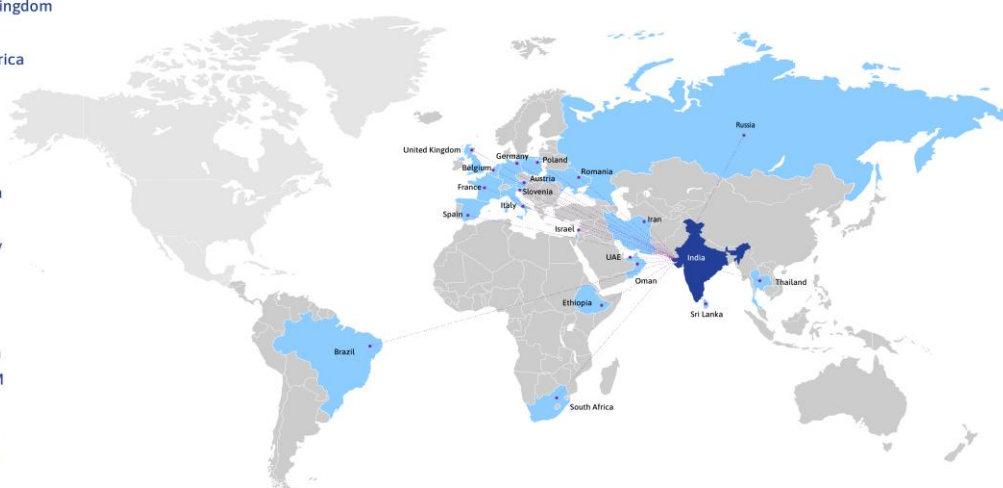 ingdom
rica
Russia
United Kingdom
Germany
Poland
Belgium
Romania
Austria
France
Slovenia
Italy
Spain
Iran
Israel
UAE
India
Oman
Thailand
Ethiopia
Sri Lanka
Brazil
South Africa